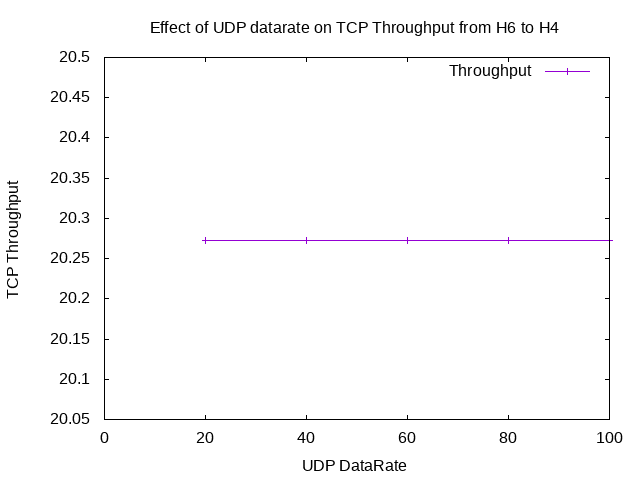 Effect of UDP datarate on TCP Throughput from H6 to H4
Throughput
20.5
20.45
20.4
20.35
20.3
20.25
20.2
20.15
20.1
20.05
TCP Throughput
0 20 40 60 80 100
UDP DataRate